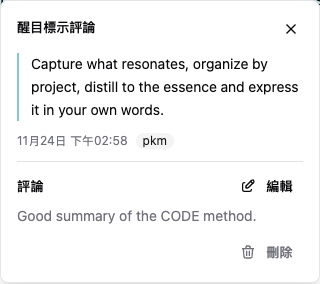 醒目標示評論
Capture what resonates, organize by
project, distill to the essence and express
it in your own words.
11月24日 下午02:58 pkm
評論 編輯
Good summary of the CODE method.
刪除